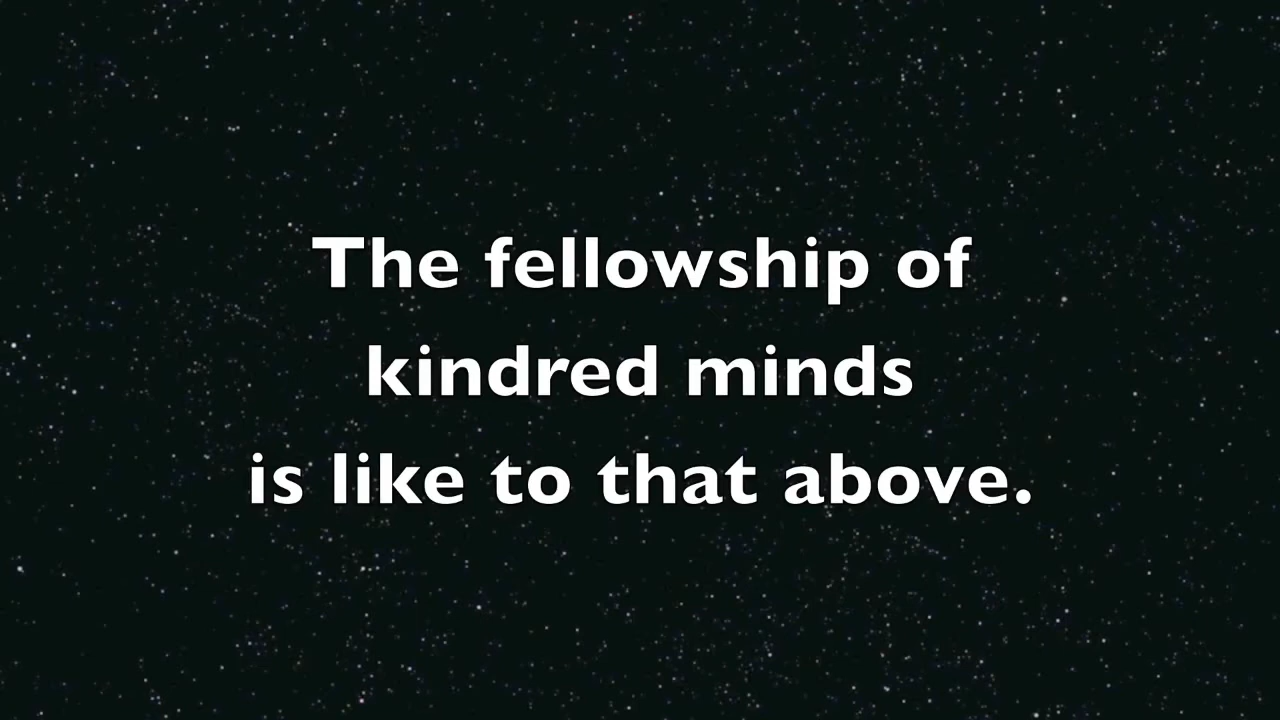 The fellowship of
kindred minds
is like to that above.